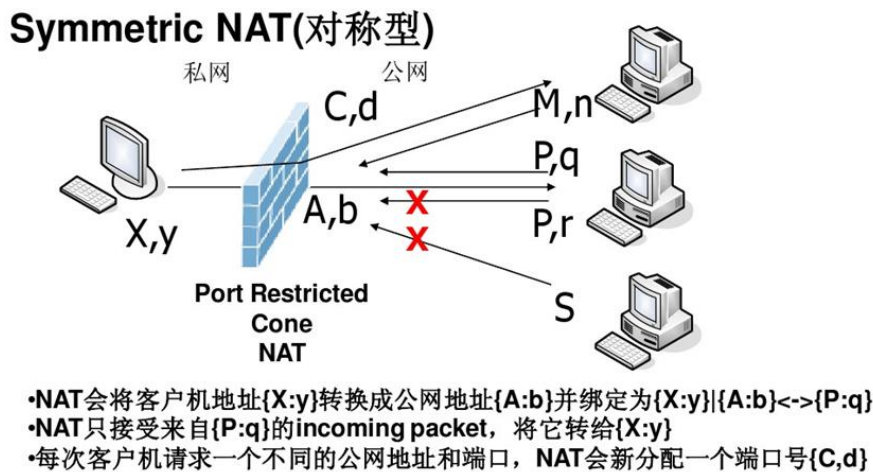 Symmetric NAT(对称型)
私网
公网
C,d
M,n
P,q
A,b
X
P,r
X,y
X
Port Restricted
Cone
NAT
S
•NAT会将客户机地址{X:y}转换成公网地址{A:b}并绑定为{X:y}|{A:b}<->{P:q}
•NAT只接受来自{P:q}的incoming packet，将它转给{X:y}
•每次客户机请求一个不同的公网地址和端口，NAT会新分配一个端口号{C,d}